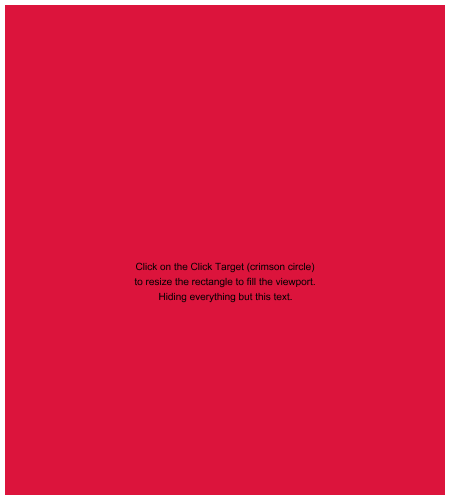 Click on the Click Target (crimson circle)
to resize the rectangle to fill the viewport.
Hiding everything but this text.